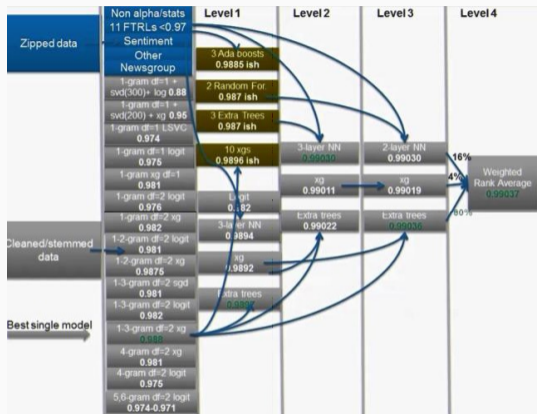 Zipped data
Cleaned/stemmed
data
Best single model
Non alpha/stats
11 FTRLs <0.97
Sentiment
Other
Newsgroup
1-gram df=1 +
svd(300)+ log 0.88
1-gram df=1 +
svd(200) + xg 0.95
1-gram df=1 LSVC
0.974
1-gram df=1 logit
0.975
1-gram xg df=1
0.981
1-gram df=2 logit
0.976
1-gram df=2 xg
0.982
1-2-gram df=2 logit
0.981
1-2-gram df=2 xg
0.9875
1-3-gram df=2 sgd
0.981
1-3-gram df=2 logit
0.982
1-3-gram df=2 xg
4-gram df=2 xg
0.981
4-gram df=2 logit
0.975
5,6-gram df=2 logit
0.974-0.971
Level 1
3 Ada boosts
0.9885 ish
2 Random For.
0.987 ish
3 Extra Trees
0.987 ish
10 xgs
0.9896 ish
Logit
3-layer NN
0.9894
xg
0.9892
Extra trees
Level 2
3-layer NN
xg
0.99011
Extra trees
0.99022
Level 3
2-layer NN
0.99030
xg
0.99019
Extra trees
0.99036
16%
4%
80%
Level 4
Weighted
Rank Average
0.99037